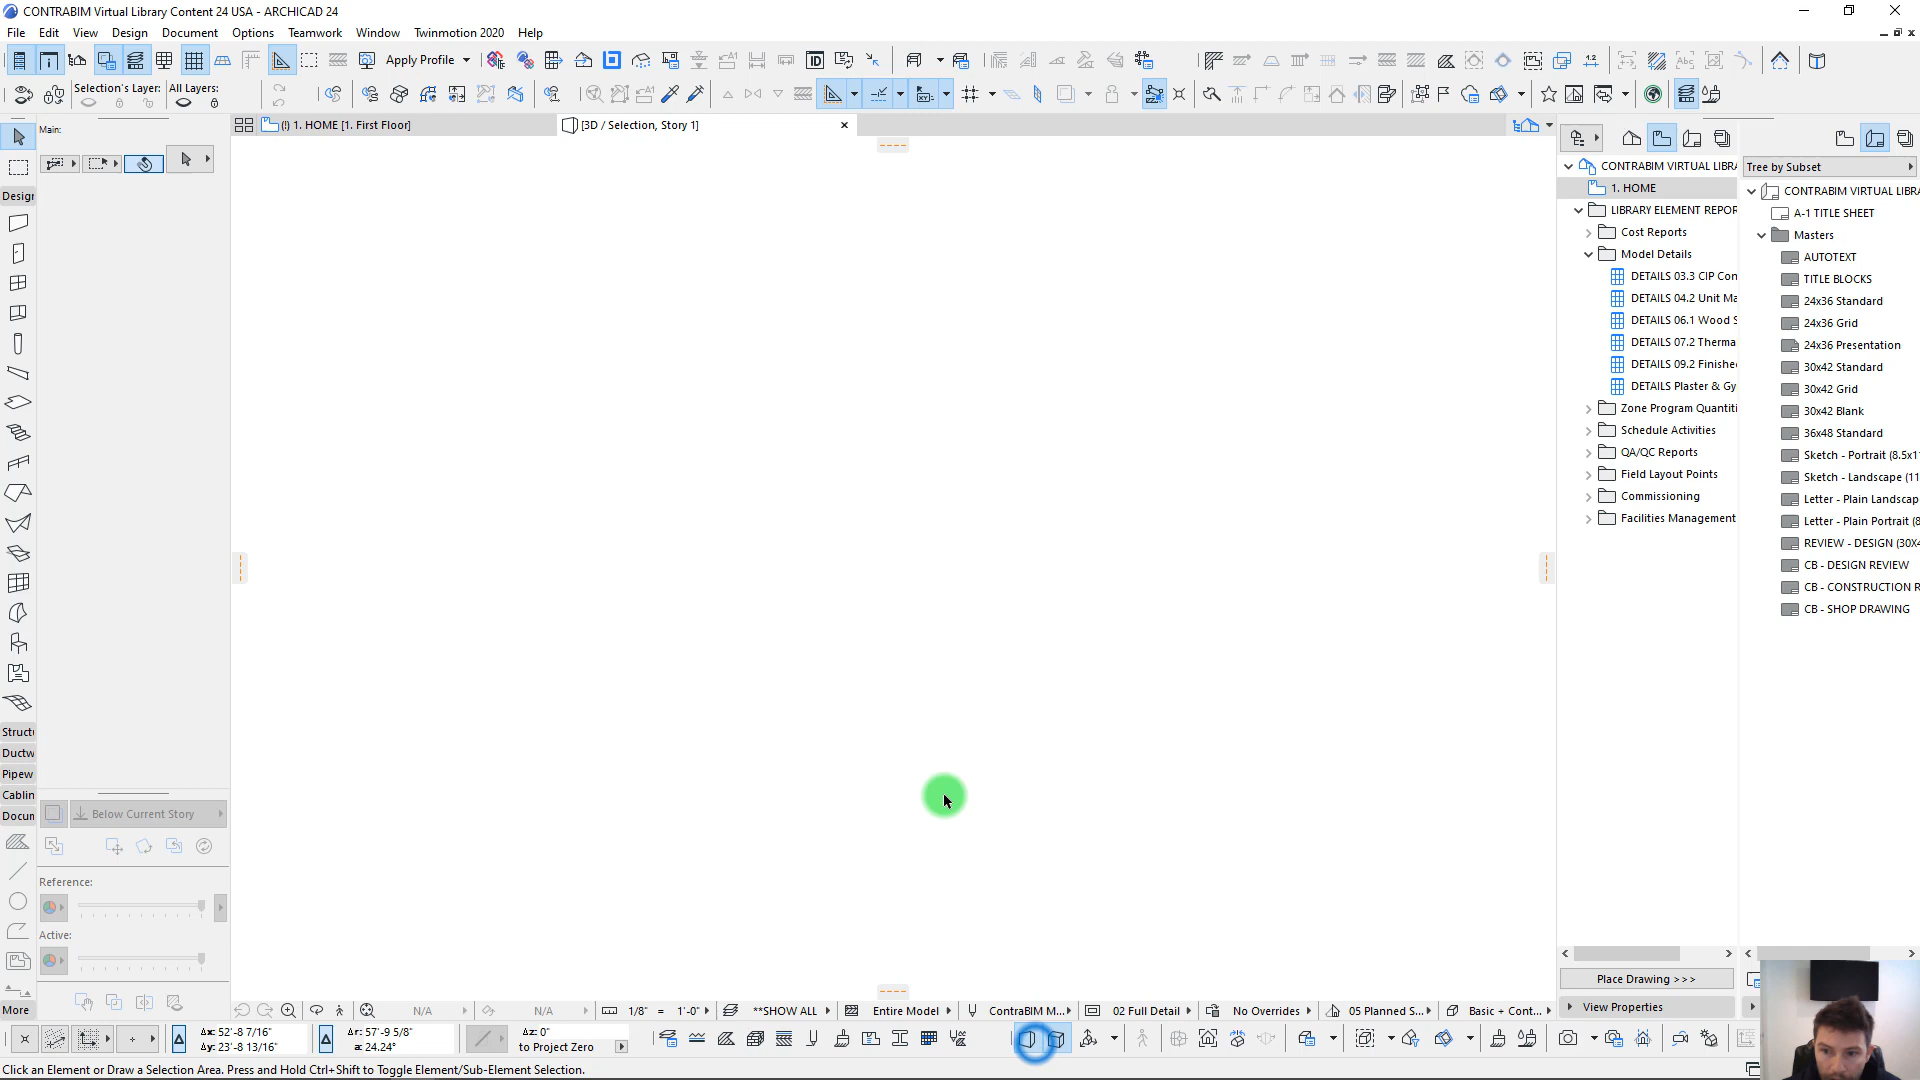 CONTRABIM Virtual Library Content 24 USA - ARCHICAD 24
File Edit View Design Document Options Teamwork Window Twinmotion 2020 Help
Apply Profile
Selection's Layer: All Layers:
(!) 1. HOME [1. First Floor] [3D / Selection, Story 1]
Main:
Design
Below Current Story
Reference:
Active:
More
CONTRABIM VIRTUAL LIBRA
1. HOME
LIBRARY ELEMENT REPOR
Cost Reports
Model Details
DETAILS 03.3 CIP Con
DETAILS 04.2 Unit Ma
DETAILS 06.1 Wood S
DETAILS 07.2 Therma
DETAILS 09.2 Finishe
DETAILS Plaster & Gy
Zone Program Quantiti
Schedule Activities
QA/QC Reports
Field Layout Points
Commissioning
Facilities Management
Place Drawing >>>
View Properties
Tree by Subset
CONTRABIM VIRTUAL LIBRA
A-1 TITLE SHEET
Masters
AUTOTEXT
TITLE BLOCKS
24x36 Standard
24x36 Grid
24x36 Presentation
30x42 Standard
30x42 Grid
30x42 Blank
36x48 Standard
Sketch - Portrait (8.5x1
Sketch - Landscape (11
Letter - Plain Landscap
Letter - Plain Portrait (8
REVIEW - DESIGN (30X4
CB - DESIGN REVIEW
CB - CONSTRUCTION R
CB - SHOP DRAWING
Structu
Ductw
Pipew
Cablin
Docum
N/A N/A 1/8" = 1'-0" **SHOW ALL Entire Model ContraBIM M... 02 Full Detail No Overrides 05 Planned S... Basic + Cont...
Δx: 52'-8 7/16" Δr: 57'-9 5/8" Δz: 0"
Δy: 23'-8 13/16" a: 24.24° to Project Zero
Click an Element or Draw a Selection Area. Press and Hold Ctrl+Shift to Toggle Element/Sub-Element Selection.